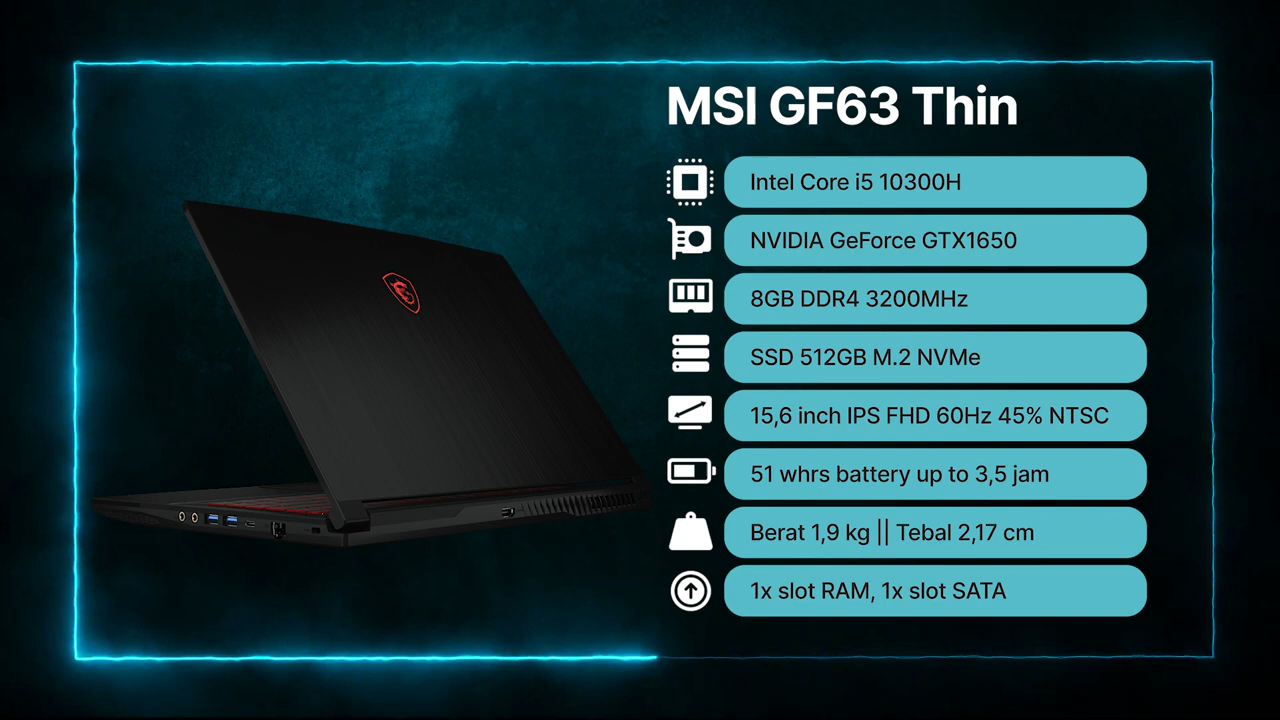 MSI GF63 Thin
Intel Core i5 10300H
NVIDIA GeForce GTX1650
8GB DDR4 3200MHz
SSD 512GB M.2 NVMe
15,6 inch IPS FHD 60Hz 45% NTSC
51 whrs battery up to 3,5 jam
Berat 1,9 kg || Tebal 2,17 cm
1x slot RAM, 1x slot SATA